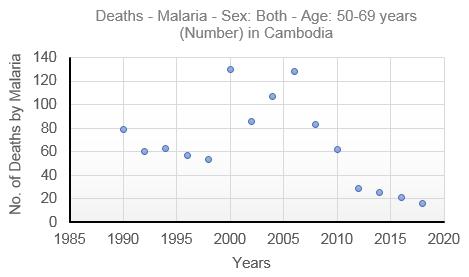 Deaths - Malaria - Sex: Both - Age: 50-69 years
(Number) in Cambodia
No. of Deaths by Malaria
140
120
100
80
60
40
20
0
1985 1990 1995 2000 2005 2010 2015 2020
Years